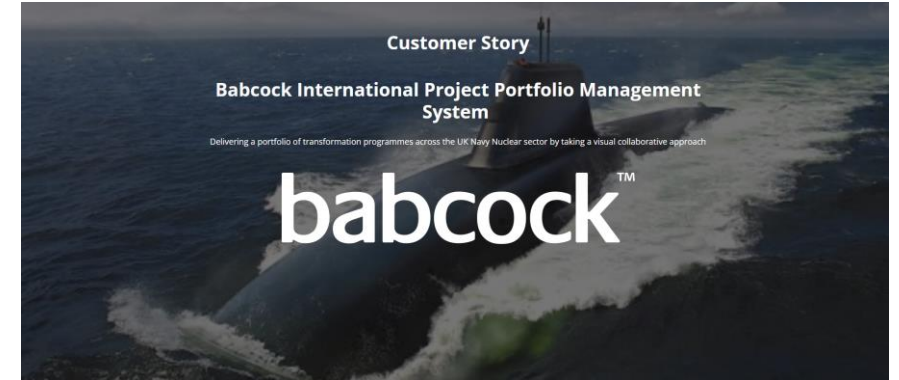 Customer Story
Babcock International Project Portfolio Management
System
Delivering a portfolio of transformation programmes across the UK Navy Nuclear sector by taking a visual collaborative approach
babcock™